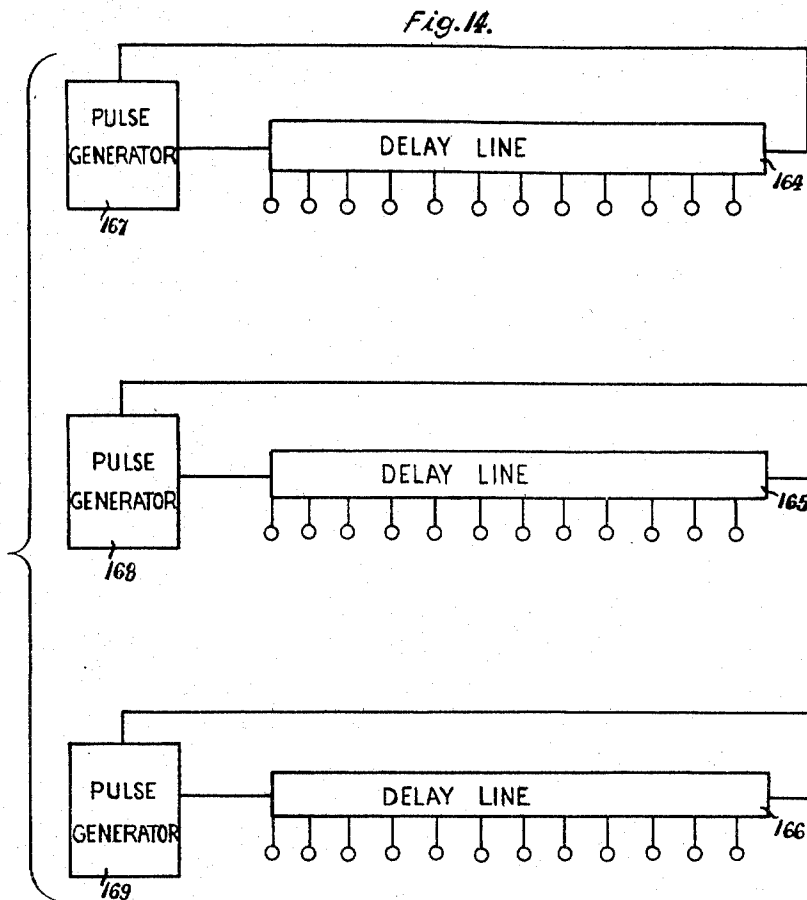 Fig. 14.
PULSE
GENERATOR
167
DELAY LINE
164
PULSE
GENERATOR
168
DELAY LINE
165
PULSE
GENERATOR
169
DELAY LINE
166